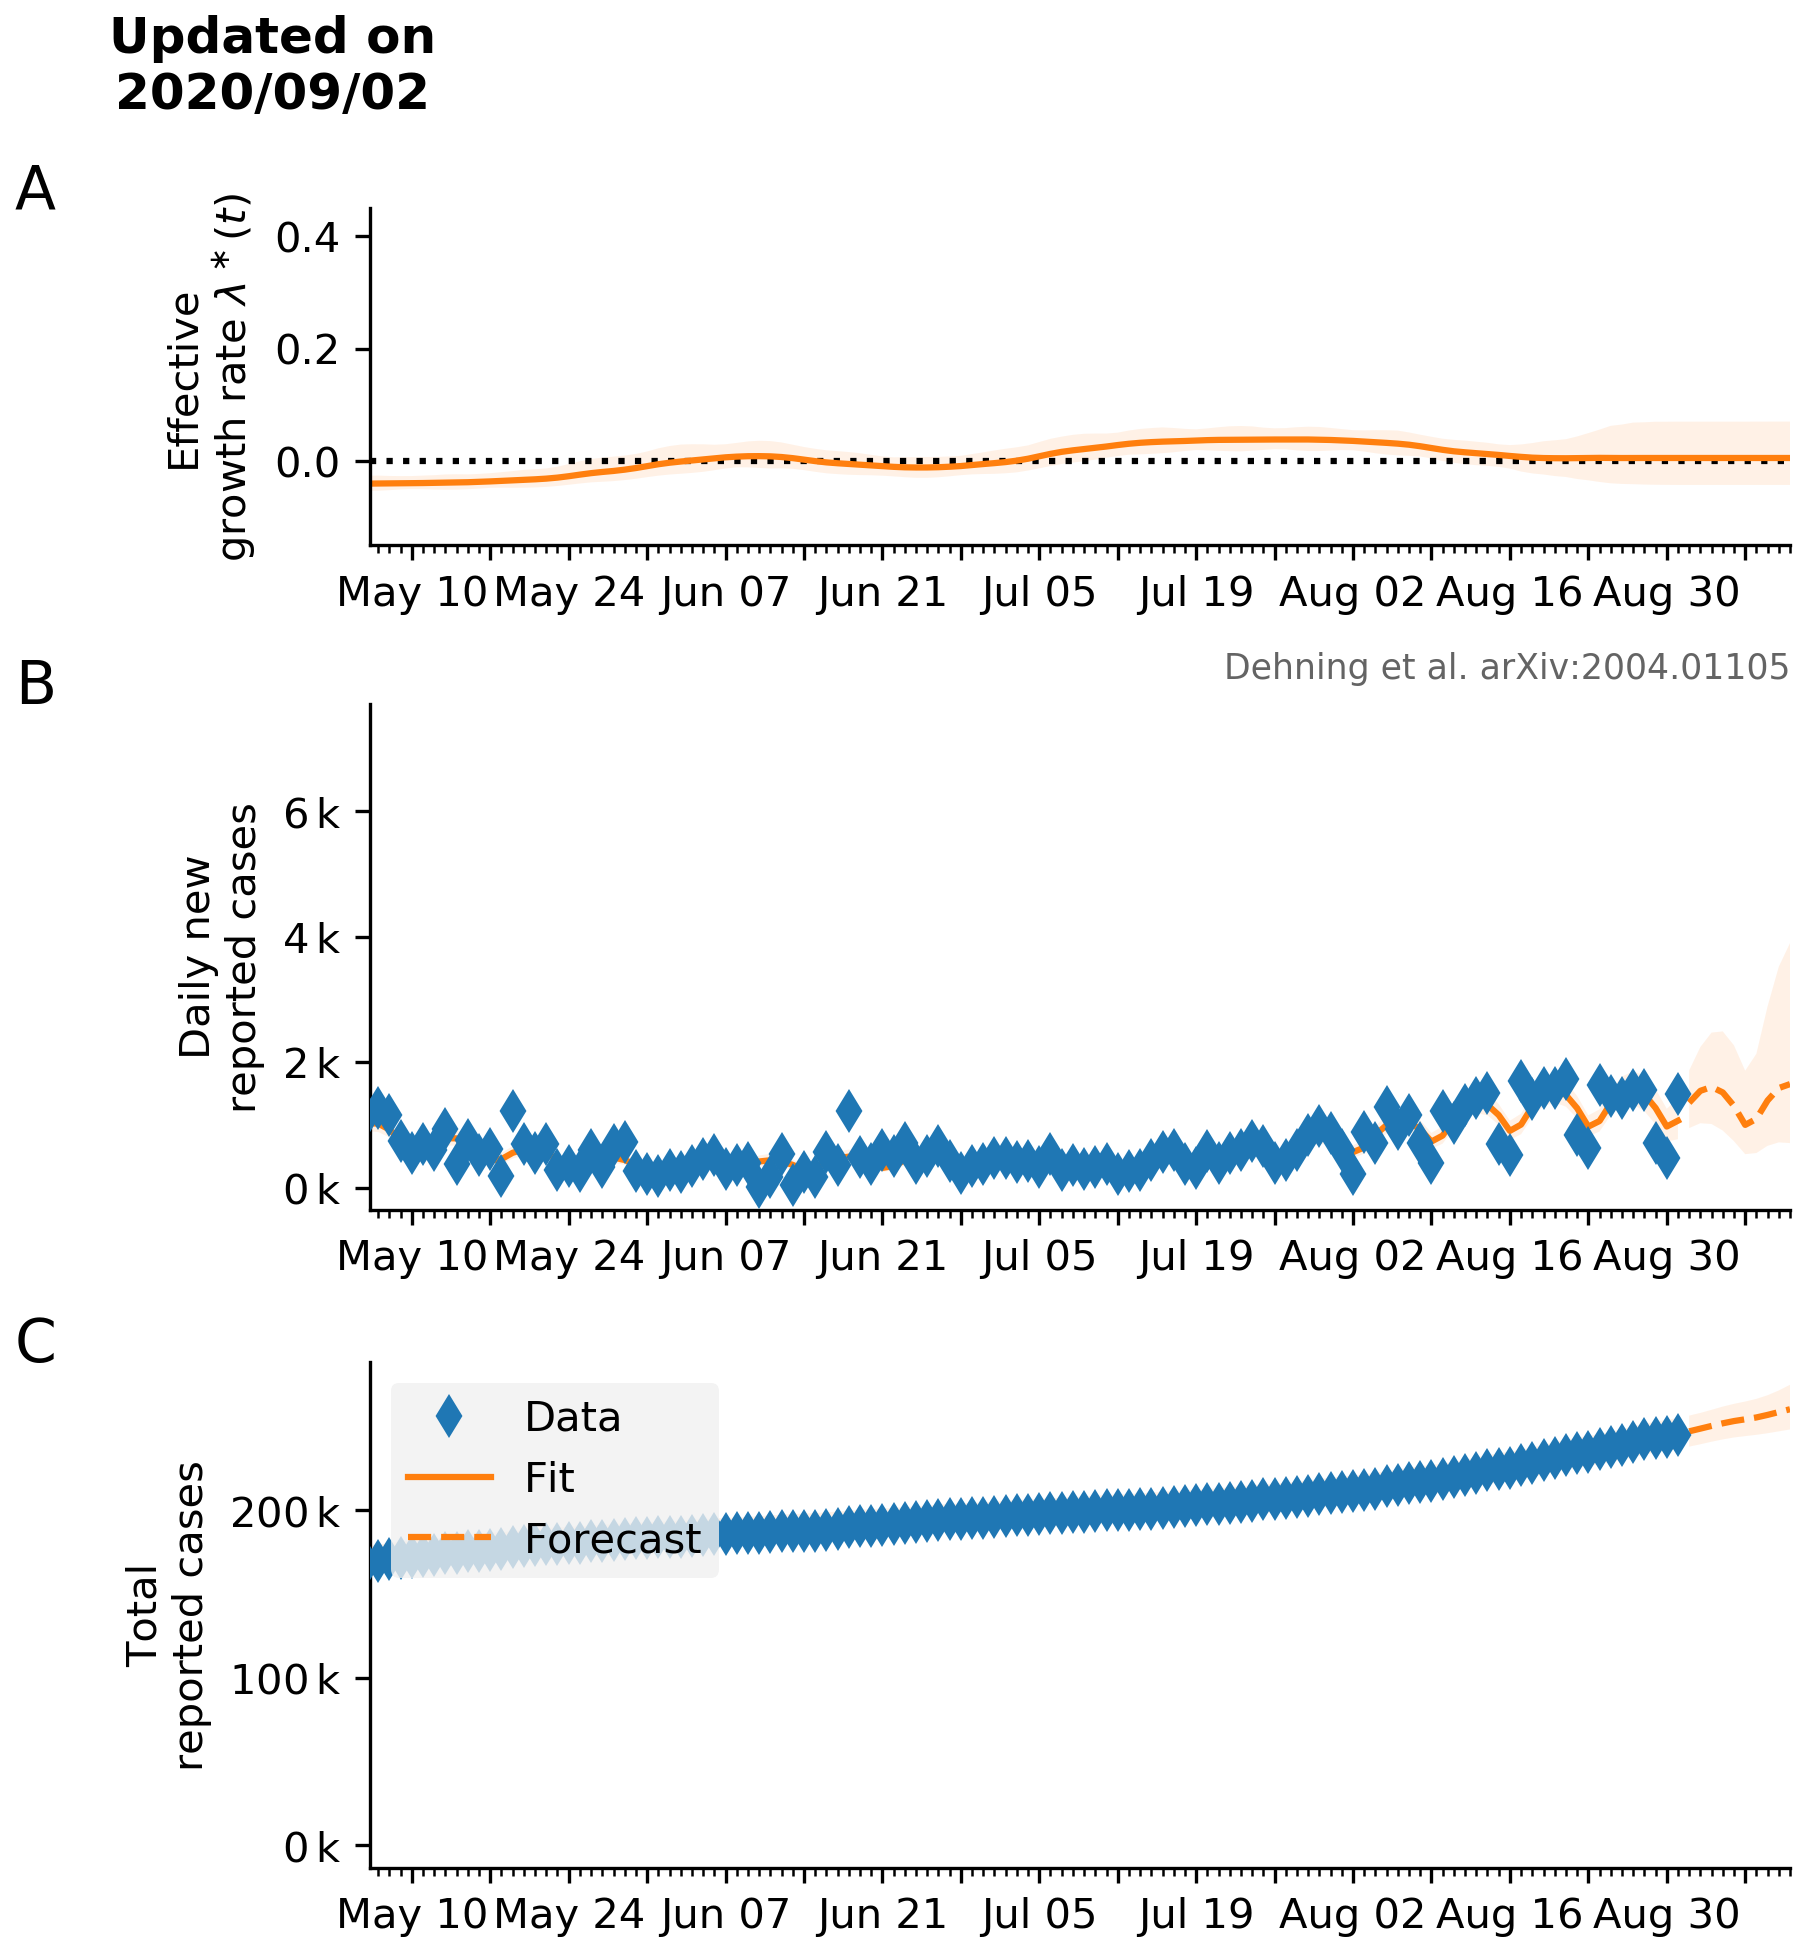 Updated on
2020/09/02
A
Effective
growth rate λ * (t)
0.4
0.2
0.0
May 10 May 24 Jun 07 Jun 21 Jul 05 Jul 19 Aug 02 Aug 16 Aug 30
B
Dehning et al. arXiv:2004.01105
Daily new
reported cases
6 k
4 k
2 k
0 k
May 10 May 24 Jun 07 Jun 21 Jul 05 Jul 19 Aug 02 Aug 16 Aug 30
C
Total
reported cases
Data
Fit
Forecast
200 k
100 k
0 k
May 10 May 24 Jun 07 Jun 21 Jul 05 Jul 19 Aug 02 Aug 16 Aug 30